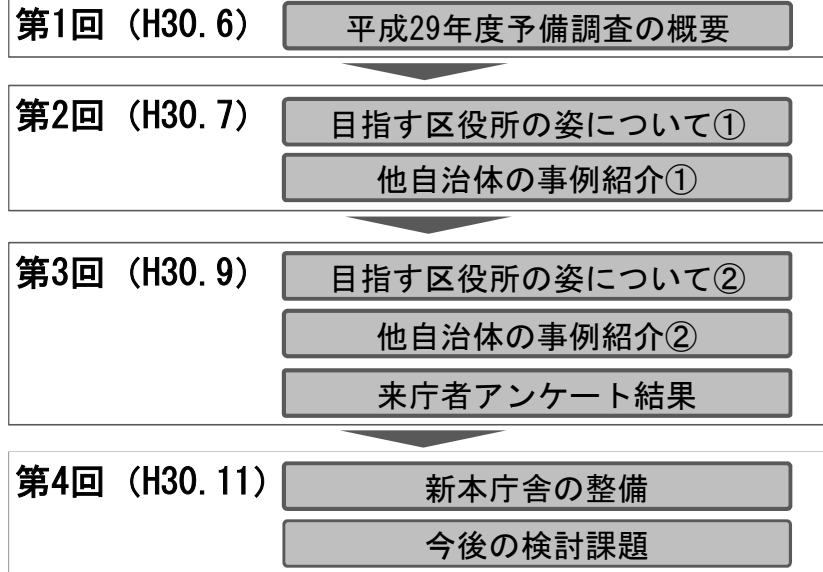 第1回（H30.6）
平成29年度予備調査の概要
第2回（H30.7）
目指す区役所の姿について①
他自治体の事例紹介①
第3回（H30.9）
目指す区役所の姿について②
他自治体の事例紹介②
来庁者アンケート結果
第4回（H30.11）
新本庁舎の整備
今後の検討課題